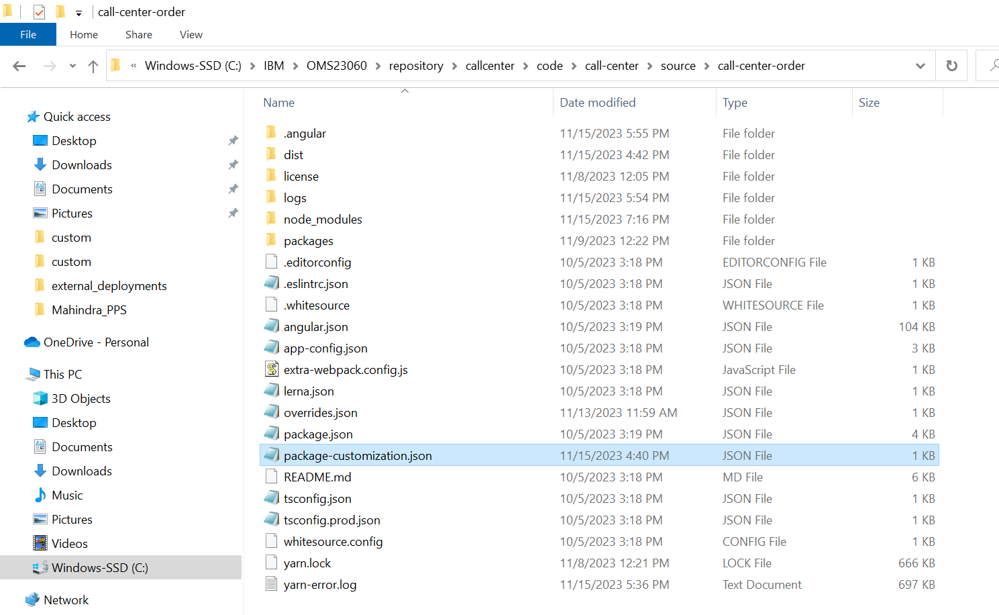 call-center-order
File Home Share View
« Windows-SSD (C:) > IBM > OMS23060 > repository > callcenter > code > call-center > source > call-center-order
Name Date modified Type Size
Quick access
Desktop
Downloads
Documents
Pictures
custom
custom
external_deployments
Mahindra_PPS
OneDrive - Personal
This PC
3D Objects
Desktop
Documents
Downloads
Music
Pictures
Videos
Windows-SSD (C:)
Network
.angular 11/15/2023 5:55 PM File folder
dist 11/15/2023 4:42 PM File folder
license 11/8/2023 12:05 PM File folder
logs 11/15/2023 5:54 PM File folder
node_modules 11/15/2023 7:16 PM File folder
packages 11/9/2023 12:22 PM File folder
.editorconfig 10/5/2023 3:18 PM EDITORCONFIG File 1 KB
.eslintrc.json 10/5/2023 3:18 PM JSON File 1 KB
.whitesource 10/5/2023 3:18 PM WHITESOURCE File 1 KB
angular.json 10/5/2023 3:19 PM JSON File 104 KB
app-config.json 10/5/2023 3:18 PM JSON File 3 KB
extra-webpack.config.js 10/5/2023 3:18 PM JavaScript File 1 KB
lerna.json 10/5/2023 3:18 PM JSON File 1 KB
overrides.json 11/13/2023 11:59 AM JSON File 1 KB
package.json 10/5/2023 3:19 PM JSON File 4 KB
package-customization.json 11/15/2023 4:40 PM JSON File 1 KB
README.md 10/5/2023 3:18 PM MD File 6 KB
tsconfig.json 10/5/2023 3:18 PM JSON File 1 KB
tsconfig.prod.json 10/5/2023 3:18 PM JSON File 1 KB
whitesource.config 10/5/2023 3:18 PM CONFIG File 1 KB
yarn.lock 11/8/2023 12:21 PM LOCK File 666 KB
yarn-error.log 11/15/2023 5:36 PM Text Document 697 KB